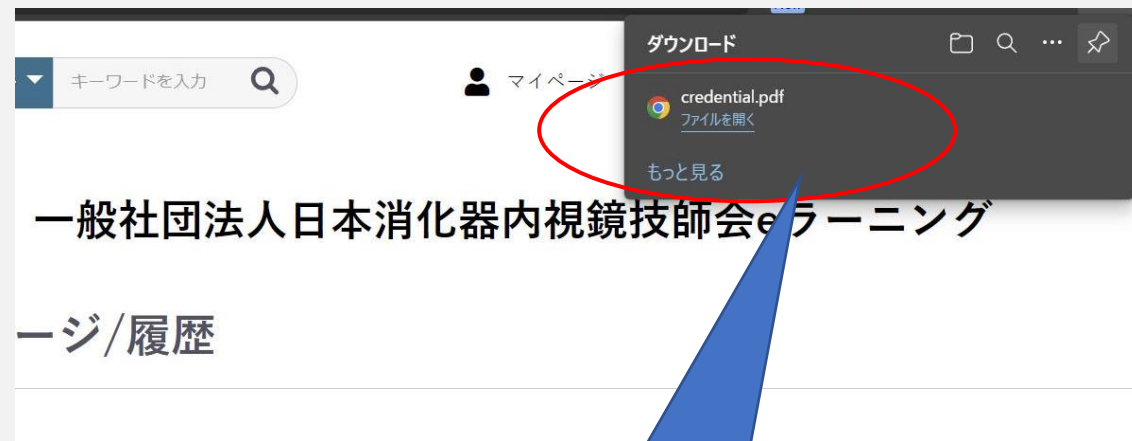 ダウンロード
キーワードを入力
マイページ
credential.pdf
ファイルを開く
もっと見る
一般社団法人日本消化器内視鏡技師会eラーニング
ージ/履歴